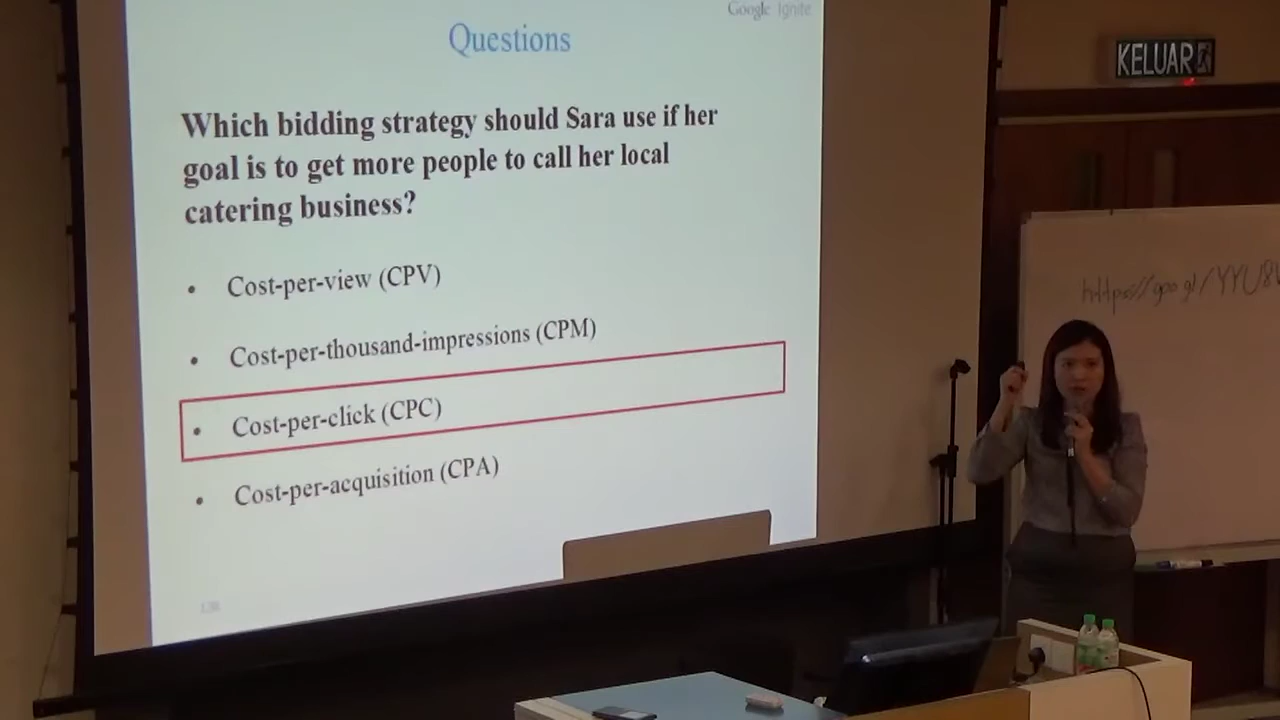 Google Ignite
Questions
KELUAR
Which bidding strategy should Sara use if her
goal is to get more people to call her local
catering business?
• Cost-per-view (CPV)
• Cost-per-thousand-impressions (CPM)
• Cost-per-click (CPC)
• Cost-per-acquisition (CPA)